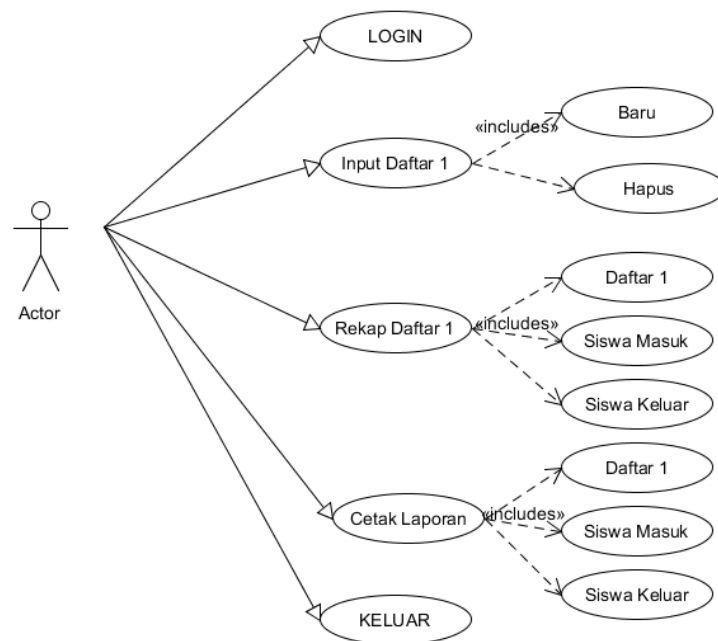 LOGIN
Baru
«includes»
Input Daftar 1
Hapus
Actor
Daftar 1
Rekap Daftar 1
«includes»
Siswa Masuk
Siswa Keluar
Daftar 1
Cetak Laporan
«includes»
Siswa Masuk
Siswa Keluar
KELUAR